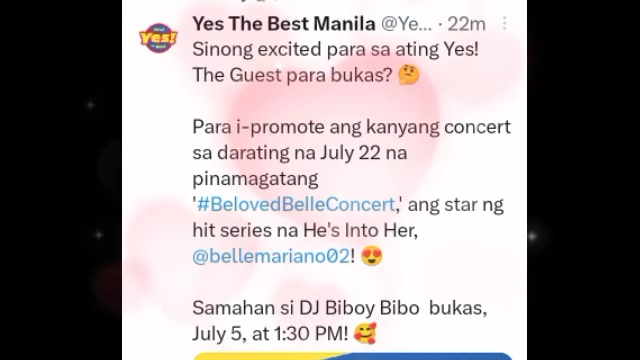 Yes The Best Manila @Ye... · 22m
Yes!
Sinong excited para sa ating Yes!
The Guest para bukas? 🤔
Para i-promote ang kanyang concert
sa darating na July 22 na
pinamagatang
'#BelovedBelleConcert,' ang star ng
hit series na He's Into Her,
@bellemariano02! 😍
Samahan si DJ Biboy Bibo bukas,
July 5, at 1:30 PM! 🥰